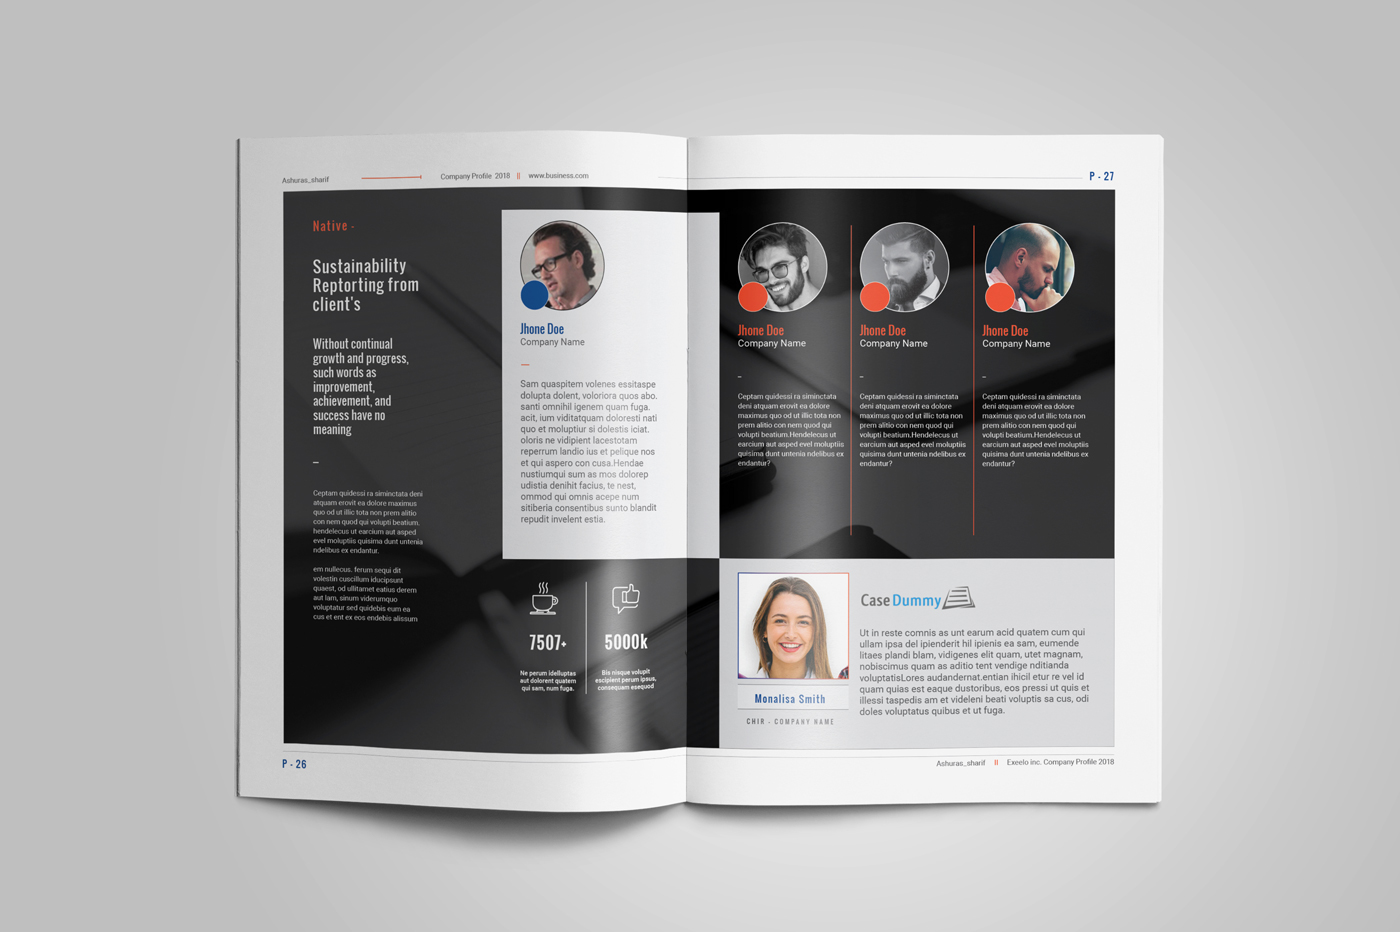 Ashuras_sharif
Company Profile 2018 || www.business.com
Native -
Sustainability
Reptorting from
client's
Without continual
growth and progress,
such words as
improvement,
achievement, and
success have no
meaning
–
Ceptam quidessi ra siminctata deni
atquam erovit ea dolore maximus
quo od ut illic tota non prem alitio
con nem quod qui volupti beatium.
hendelecus ut earcium aut asped
evel moluptiis quisima dunt untenia
ndelibus ex endantur.
em nullecus. ferum sequi dit
volestin cuscillum iducipsunt
quaest, od ullitamet eatius derem
aut lam, sinum viderumquo
voluptatur sed quidebis eum ea
cus et ent ex eos endebis alissum
Jhone Doe
Company Name
—
Sam quaspitem volenes essitaspe
dolupta dolent, voloriora quos abo.
santi omnihil igenem quam fuga.
acit, ium viditatquam doloresti nati
quo et moluptiur si dolestis iciat.
oloris ne vidipient lacestotam
reperrum landio ius et pelique nos
et qui aspero con cusa.Hendae
nustiumqui sum as mos dolorep
udistia denihit facius, te nest,
ommod qui omnis acepe num
sitiberia consentibus sunto blandit
repudit invelent estia.
7507+
Ne perum idelluptas
aut dolorent quatem
qui sam, num fuga.
5000k
Bis nisque volupit
escipient perum ipsus,
consequam esequod
P - 26
P - 27
Jhone Doe
Company Name
–
Ceptam quidessi ra siminctata
deni atquam erovit ea dolore
maximus quo od ut illic tota non
prem alitio con nem quod qui
volupti beatium.Hendelecus ut
earcium aut asped evel moluptiis
quisima dunt untenia ndelibus ex
endantur?
Jhone Doe
Company Name
–
Ceptam quidessi ra siminctata
deni atquam erovit ea dolore
maximus quo od ut illic tota non
prem alitio con nem quod qui
volupti beatium.Hendelecus ut
earcium aut asped evel moluptiis
quisima dunt untenia ndelibus ex
endantur?
Jhone Doe
Company Name
–
Ceptam quidessi ra siminctata
deni atquam erovit ea dolore
maximus quo od ut illic tota non
prem alitio con nem quod qui
volupti beatium.Hendelecus ut
earcium aut asped evel moluptiis
quisima dunt untenia ndelibus ex
endantur?
Monalisa Smith
CHIR - COMPANY NAME
Case Dummy
Ut in reste comnis as unt earum acid quatem cum qui
ullam ipsa del ipienderit hil ipienis ea sam, eumende
litaes plandi blam, vidigenes elit quam, utet magnam,
nobiscimus quam as aditio tent vendige nditianda
voluptatisLores audandernat.entian ihicil etur re vel id
quam quias est eaque dustoribus, eos pressi ut quis et
illessi taspedis am et videleni beati voluptis sa cus, odi
doles voluptatus quibus et ut fuga.
Ashuras_sharif || Exeelo inc. Company Profile 2018